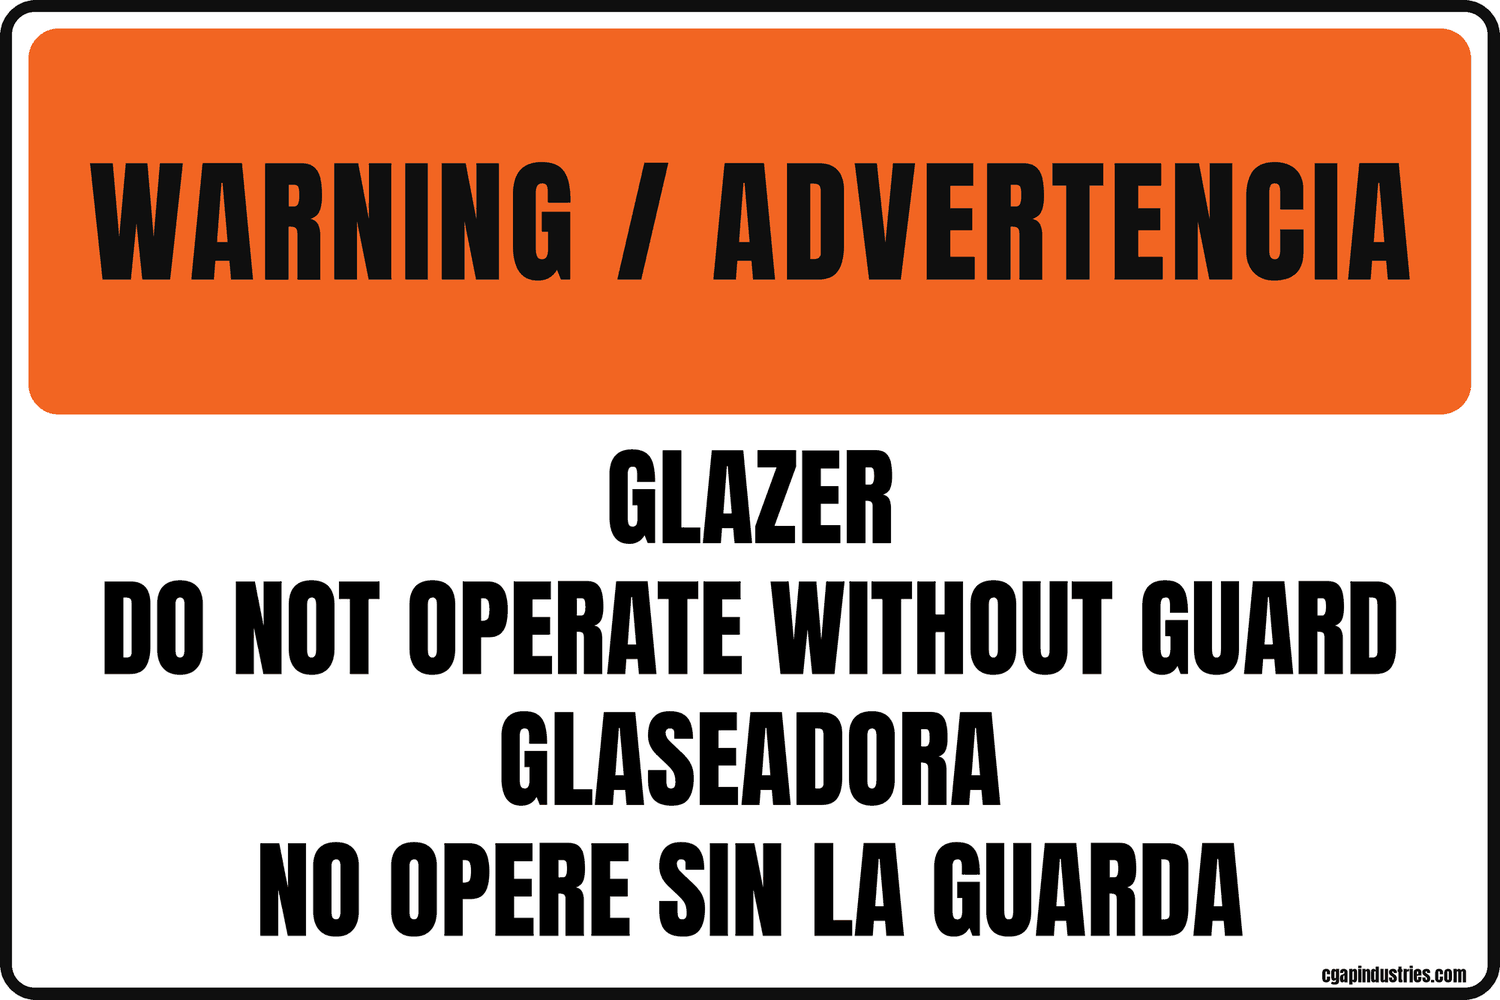 WARNING / ADVERTENCIA
GLAZER
DO NOT OPERATE WITHOUT GUARD
GLASEADORA
NO OPERE SIN LA GUARDA
cgapindustries.com